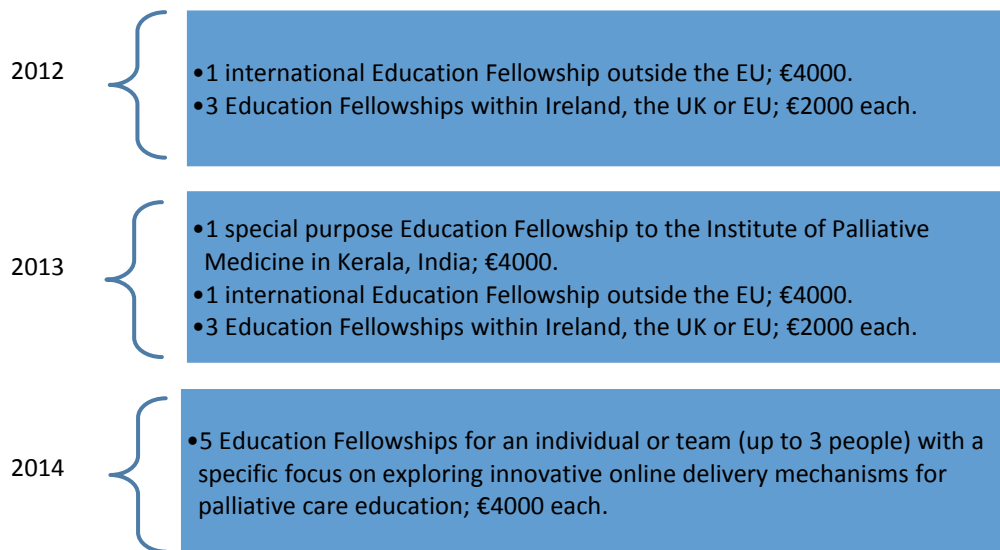 2012
•1 international Education Fellowship outside the EU; €4000.
•3 Education Fellowships within Ireland, the UK or EU; €2000 each.
2013
•1 special purpose Education Fellowship to the Institute of Palliative
Medicine in Kerala, India; €4000.
•1 international Education Fellowship outside the EU; €4000.
•3 Education Fellowships within Ireland, the UK or EU; €2000 each.
2014
•5 Education Fellowships for an individual or team (up to 3 people) with a
specific focus on exploring innovative online delivery mechanisms for
palliative care education; €4000 each.